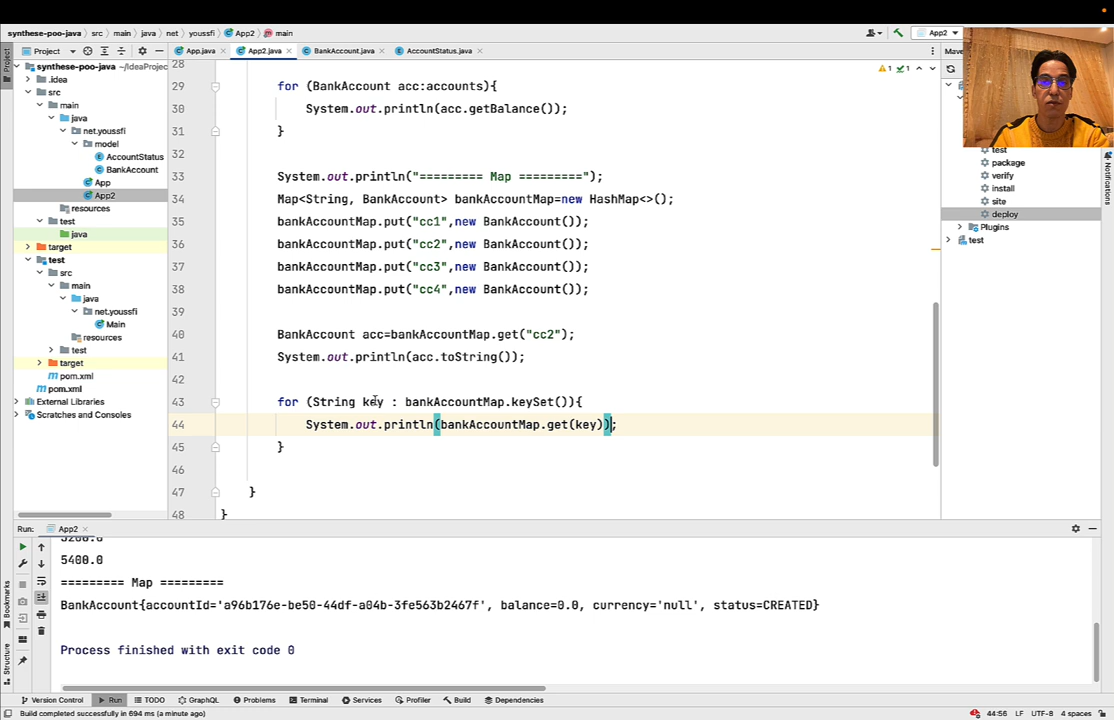 synthese-poo-java > src > main > java > net > youssfi > App2 > main
App2
Project
App.java
App2.java
BankAccount.java
AccountStatus.java
synthese-poo-java ~/IdeaProjec
.idea
src
main
java
net.youssfi
model
AccountStatus
BankAccount
App
App2
resources
test
java
target
test
src
main
java
net.youssfi
Main
resources
test
target
pom.xml
pom.xml
External Libraries
Scratches and Consoles
28
29 for (BankAccount acc:accounts){
30 System.out.println(acc.getBalance());
31 }
32
33 System.out.println("========= Map =========");
34 Map<String, BankAccount> bankAccountMap=new HashMap<>();
35 bankAccountMap.put("cc1",new BankAccount());
36 bankAccountMap.put("cc2",new BankAccount());
37 bankAccountMap.put("cc3",new BankAccount());
38 bankAccountMap.put("cc4",new BankAccount());
39
40 BankAccount acc=bankAccountMap.get("cc2");
41 System.out.println(acc.toString());
42
43 for (String key : bankAccountMap.keySet()){
44 System.out.println(bankAccountMap.get(key));
45 }
46
47 }
48 }
1 1
Mave
test
package
verify
install
site
deploy
Plugins
test
Notifications
Project
Bookmarks
Structure
Run: App2
5400.0
========= Map =========
BankAccount{accountId='a96b176e-be50-44df-a04b-3fe563b2467f', balance=0.0, currency='null', status=CREATED}
Process finished with exit code 0
Version Control
Run
TODO
GraphQL
Problems
Terminal
Services
Profiler
Build
Dependencies
Build completed successfully in 694 ms (a minute ago)
44:56 LF UTF-8 4 spaces